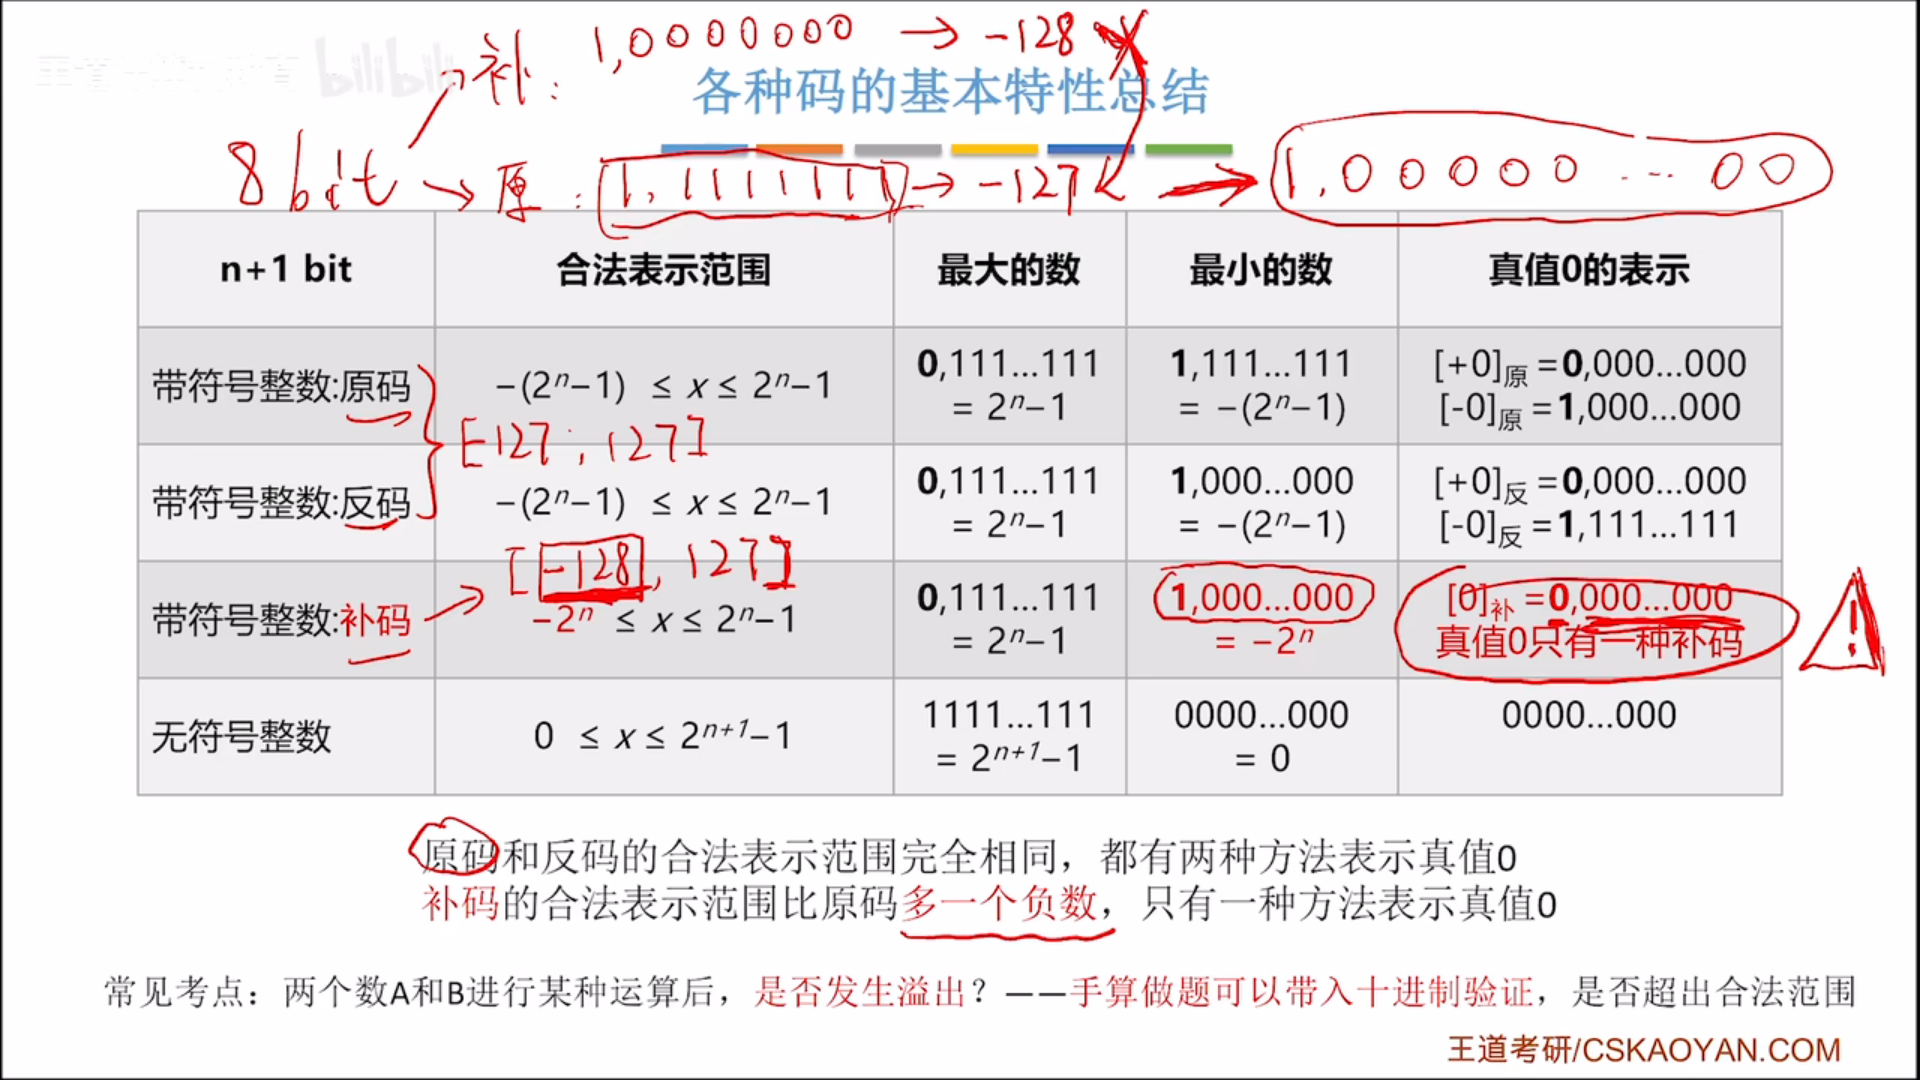 补: 1,0000000 → -128
bilibili
各种码的基本特性总结
8bit → 原: 1,1111111 → -127 → 1,00000...00
n+1 bit 合法表示范围 最大的数 最小的数 真值0的表示
带符号整数:原码 −(2ⁿ−1) ≤ x ≤ 2ⁿ−1 0,111...111 = 2ⁿ−1 1,111...111 = −(2ⁿ−1) [+0]原 =0,000...000 [-0]原 =1,000...000
[-127, 127]
带符号整数:反码 −(2ⁿ−1) ≤ x ≤ 2ⁿ−1 0,111...111 = 2ⁿ−1 1,000...000 = −(2ⁿ−1) [+0]反 =0,000...000 [-0]反 =1,111...111
[-128, 127]
带符号整数:补码 −2ⁿ ≤ x ≤ 2ⁿ−1 0,111...111 = 2ⁿ−1 1,000...000 = −2ⁿ [0]补 =0,000...000 真值0只有一种补码
!
无符号整数 0 ≤ x ≤ 2ⁿ⁺¹−1 1111...111 = 2ⁿ⁺¹−1 0000...000 = 0 0000...000
原码和反码的合法表示范围完全相同，都有两种方法表示真值0
补码的合法表示范围比原码多一个负数，只有一种方法表示真值0
常见考点：两个数A和B进行某种运算后，是否发生溢出？——手算做题可以带入十进制验证，是否超出合法范围
王道考研/CSKAOYAN.COM